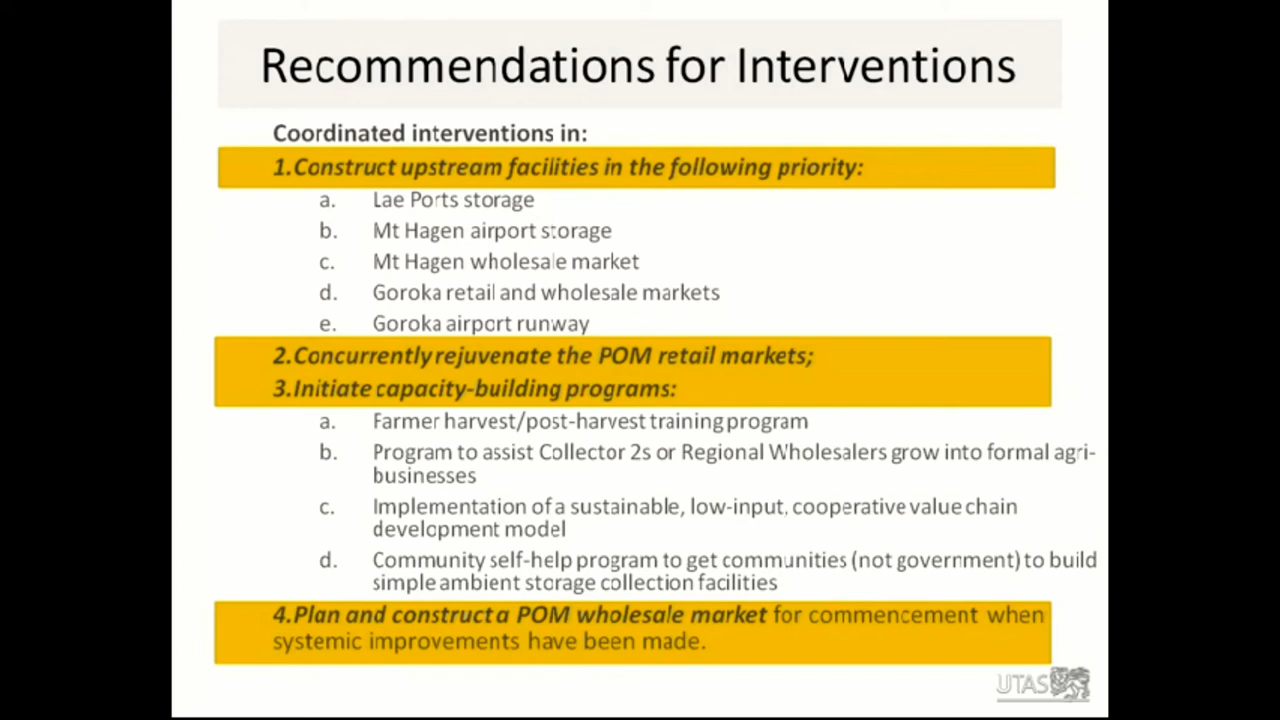 Recommendations for Interventions
Coordinated interventions in:
1.Construct upstream facilities in the following priority:
a. Lae Ports storage
b. Mt Hagen airport storage
c. Mt Hagen wholesale market
d. Goroka retail and wholesale markets
e. Goroka airport runway
2.Concurrently rejuvenate the POM retail markets;
3.Initiate capacity-building programs:
a. Farmer harvest/post-harvest training program
b. Program to assist Collector 2s or Regional Wholesalers grow into formal agri-
businesses
c. Implementation of a sustainable, low-input, cooperative value chain
development model
d. Community self-help program to get communities (not government) to build
simple ambient storage collection facilities
4.Plan and construct a POM wholesale market for commencement when
systemic improvements have been made.
UTAS